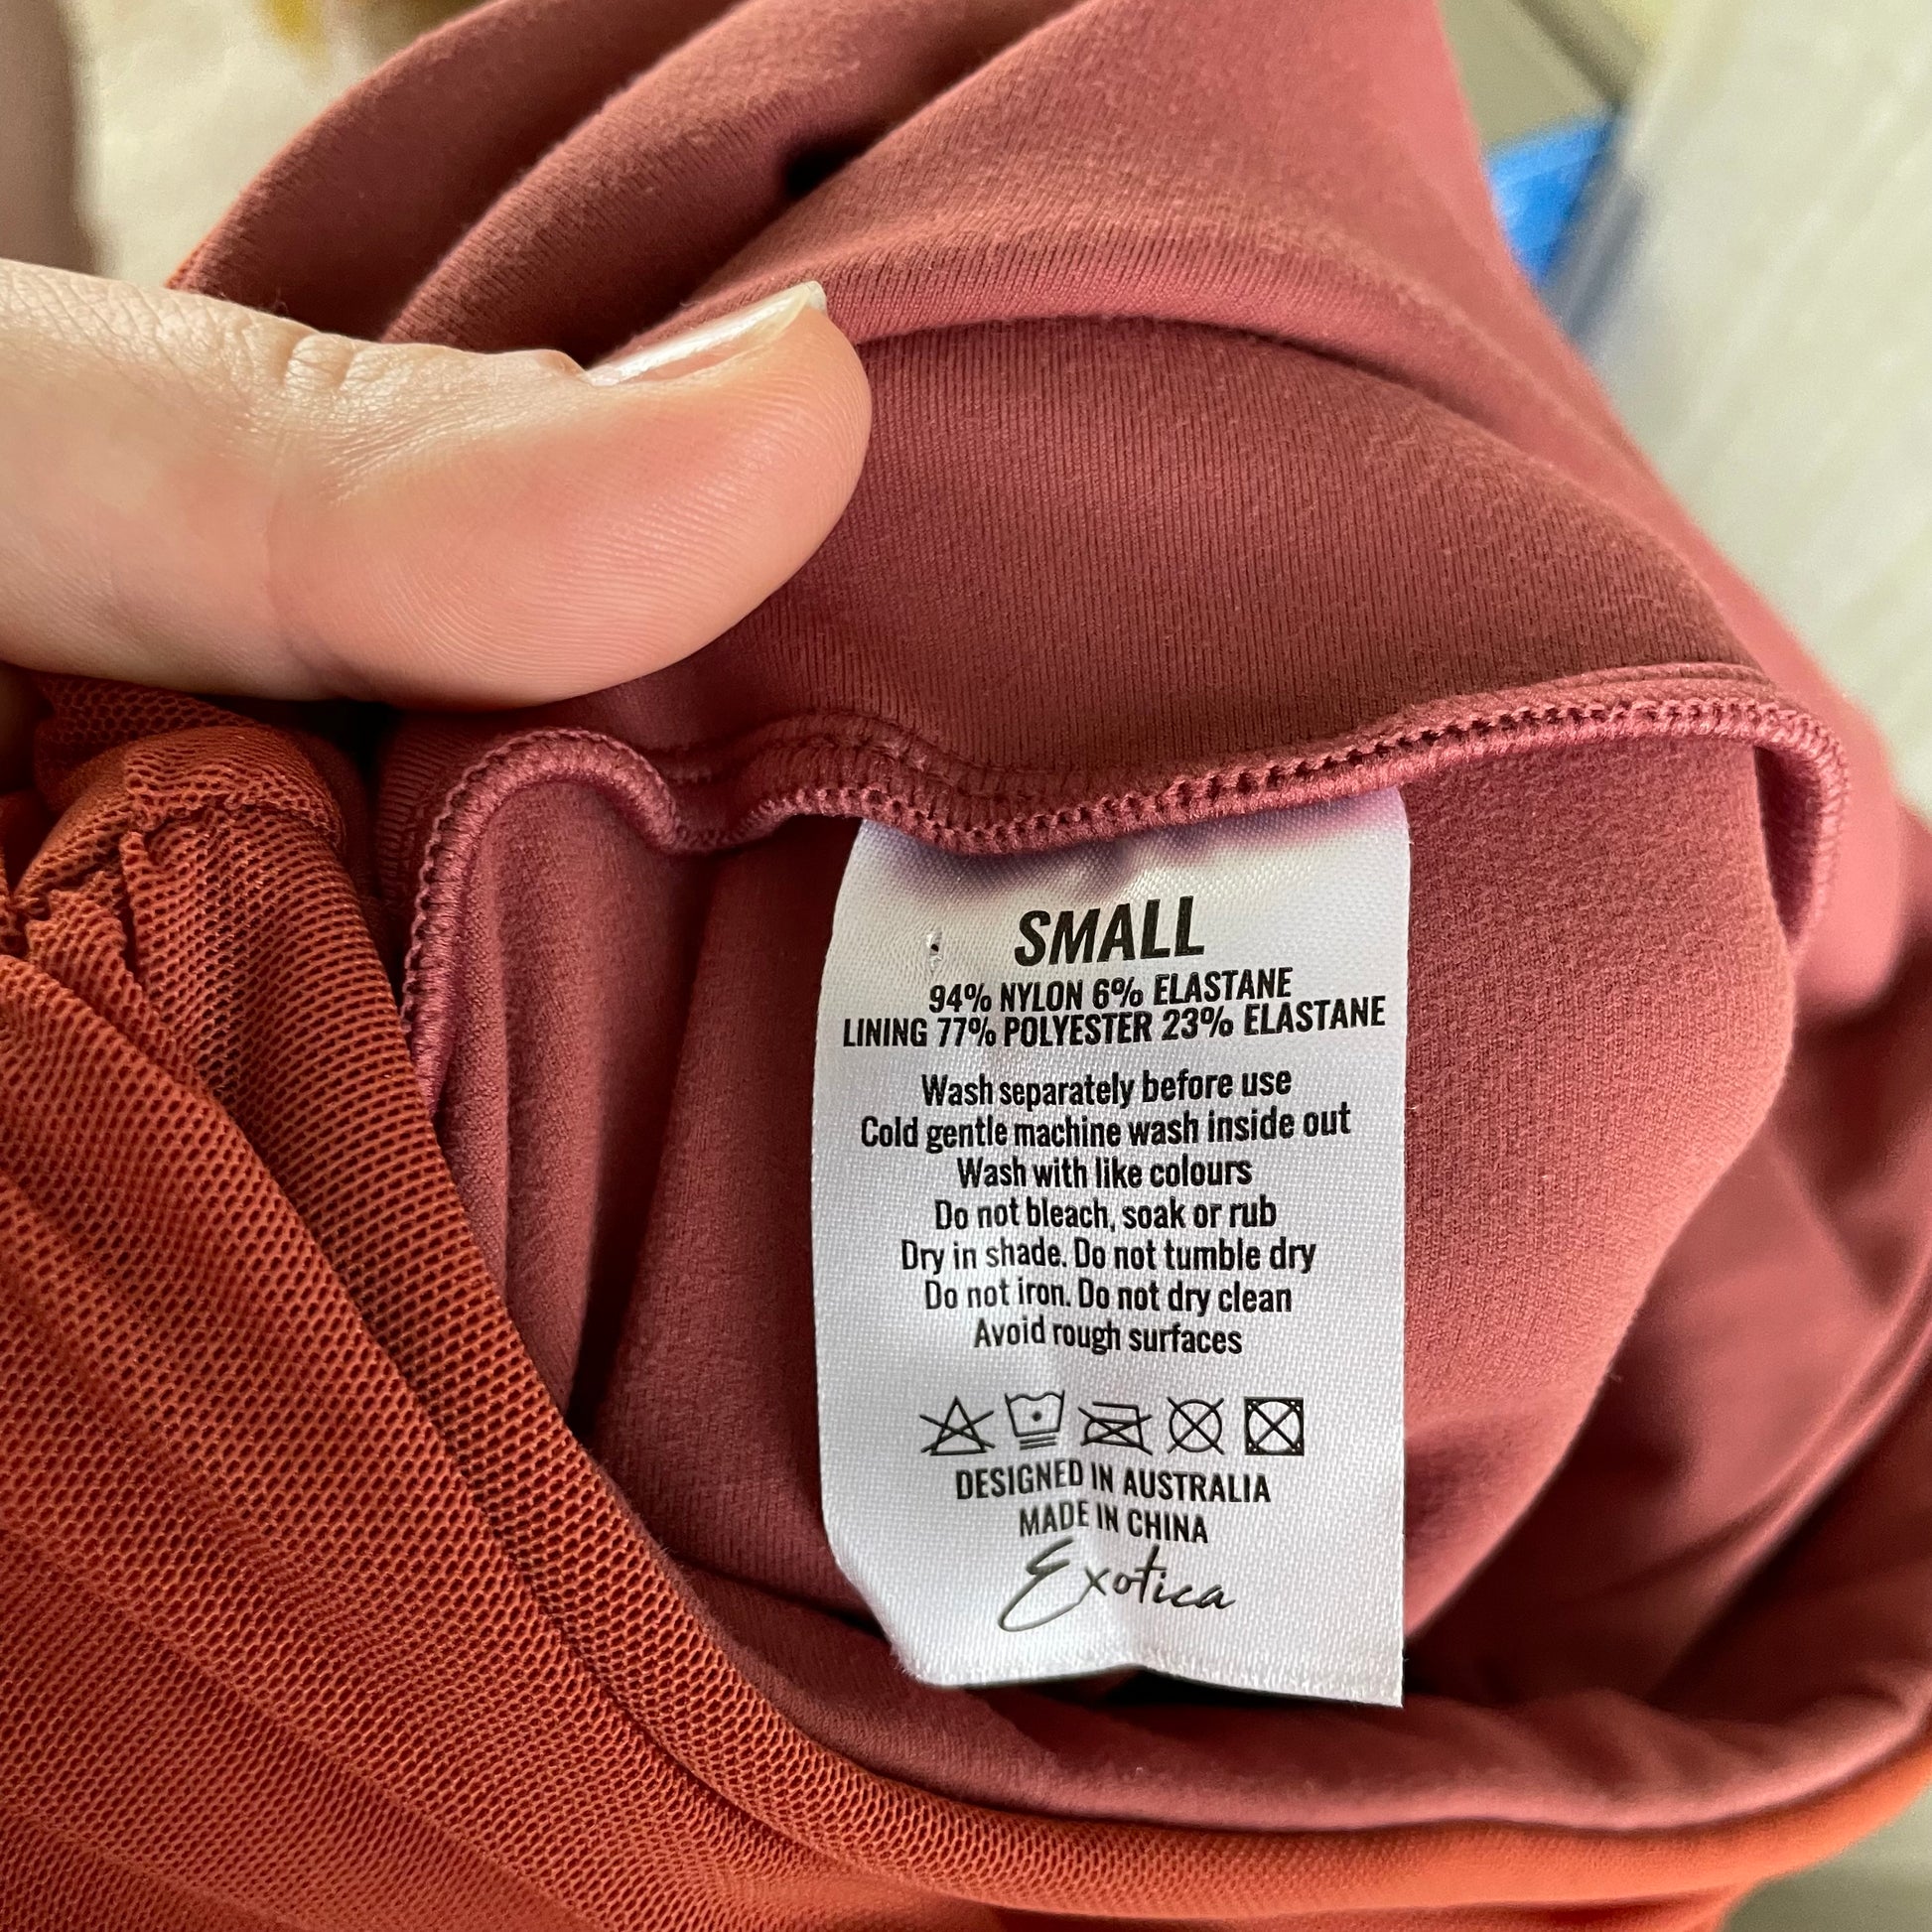 SMALL
94% NYLON 6% ELASTANE
LINING 77% POLYESTER 23% ELASTANE
Wash separately before use
Cold gentle machine wash inside out
Wash with like colours
Do not bleach, soak or rub
Dry in shade. Do not tumble dry
Do not iron. Do not dry clean
Avoid rough surfaces
DESIGNED IN AUSTRALIA
MADE IN CHINA
Exotica